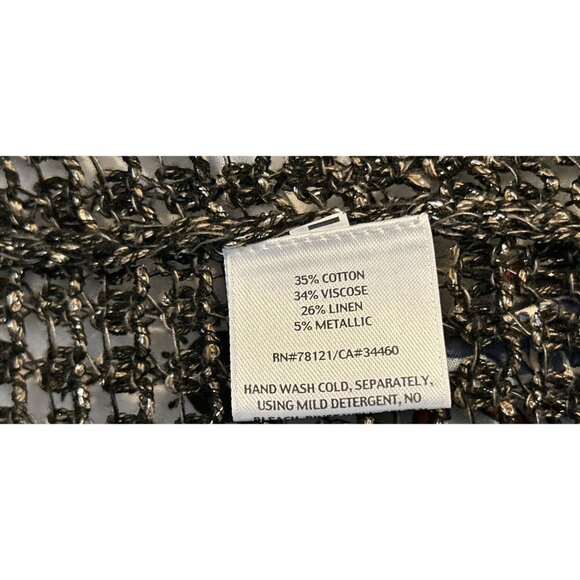 35% COTTON
34% VISCOSE
26% LINEN
5% METALLIC
RN#78121/CA#34460
HAND WASH COLD, SEPARATELY,
USING MILD DETERGENT, NO